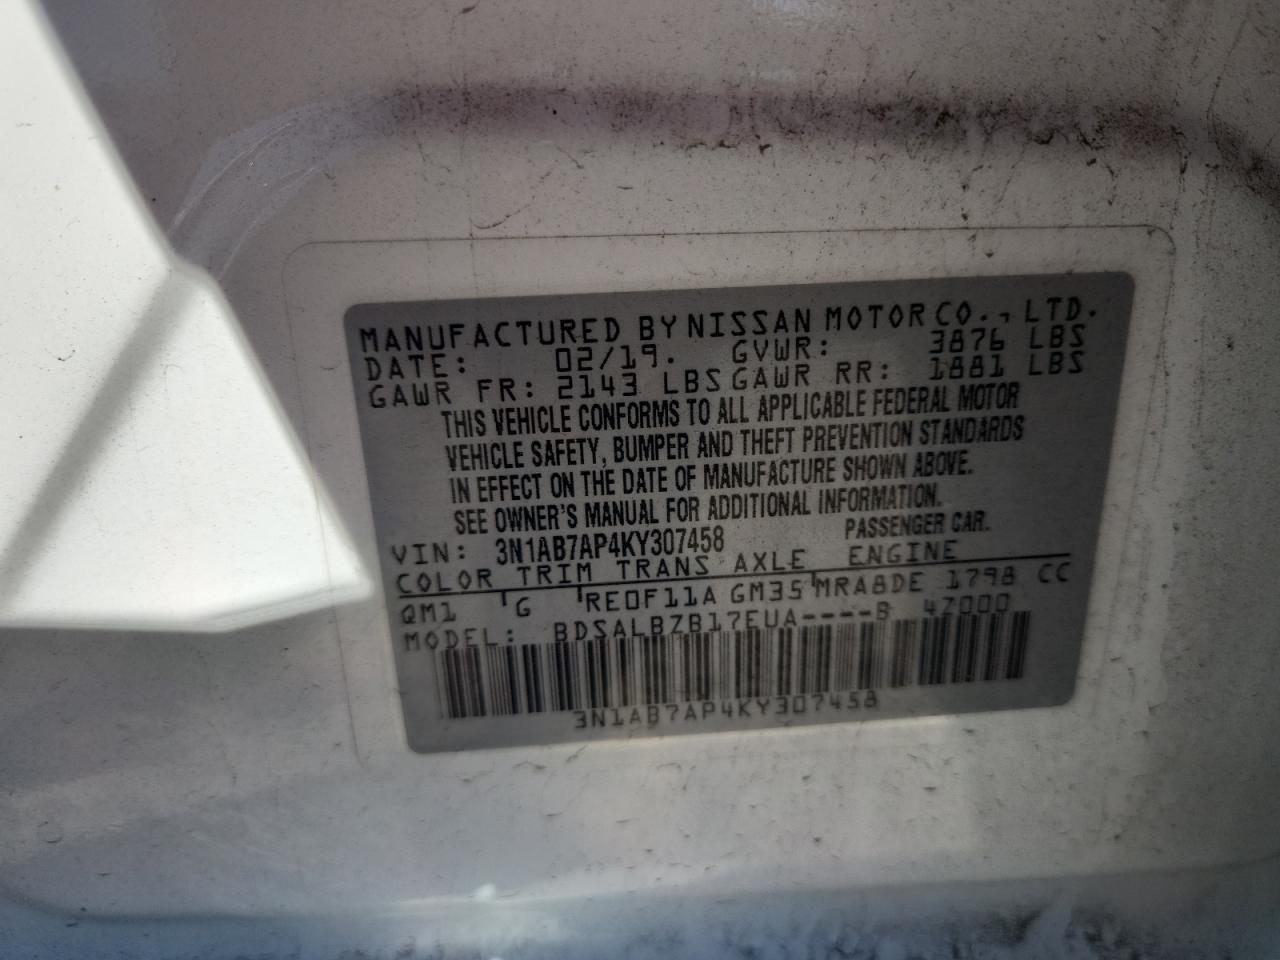 MANUFACTURED BY NISSAN MOTOR CO., LTD.
DATE: 02/19. GVWR: 3876 LBS
GAWR FR: 2143 LBS GAWR RR: 1881 LBS
THIS VEHICLE CONFORMS TO ALL APPLICABLE FEDERAL MOTOR
VEHICLE SAFETY, BUMPER AND THEFT PREVENTION STANDARDS
IN EFFECT ON THE DATE OF MANUFACTURE SHOWN ABOVE.
SEE OWNER'S MANUAL FOR ADDITIONAL INFORMATION.
VIN: 3N1AB7AP4KY307458 PASSENGER CAR.
COLOR TRIM TRANS AXLE ENGINE
QM1 G RE0F11A GM35 MRA8DE 1798 CC
MODEL: BDSALBZB17EUA----B 4Z000
3N1AB7AP4KY307458